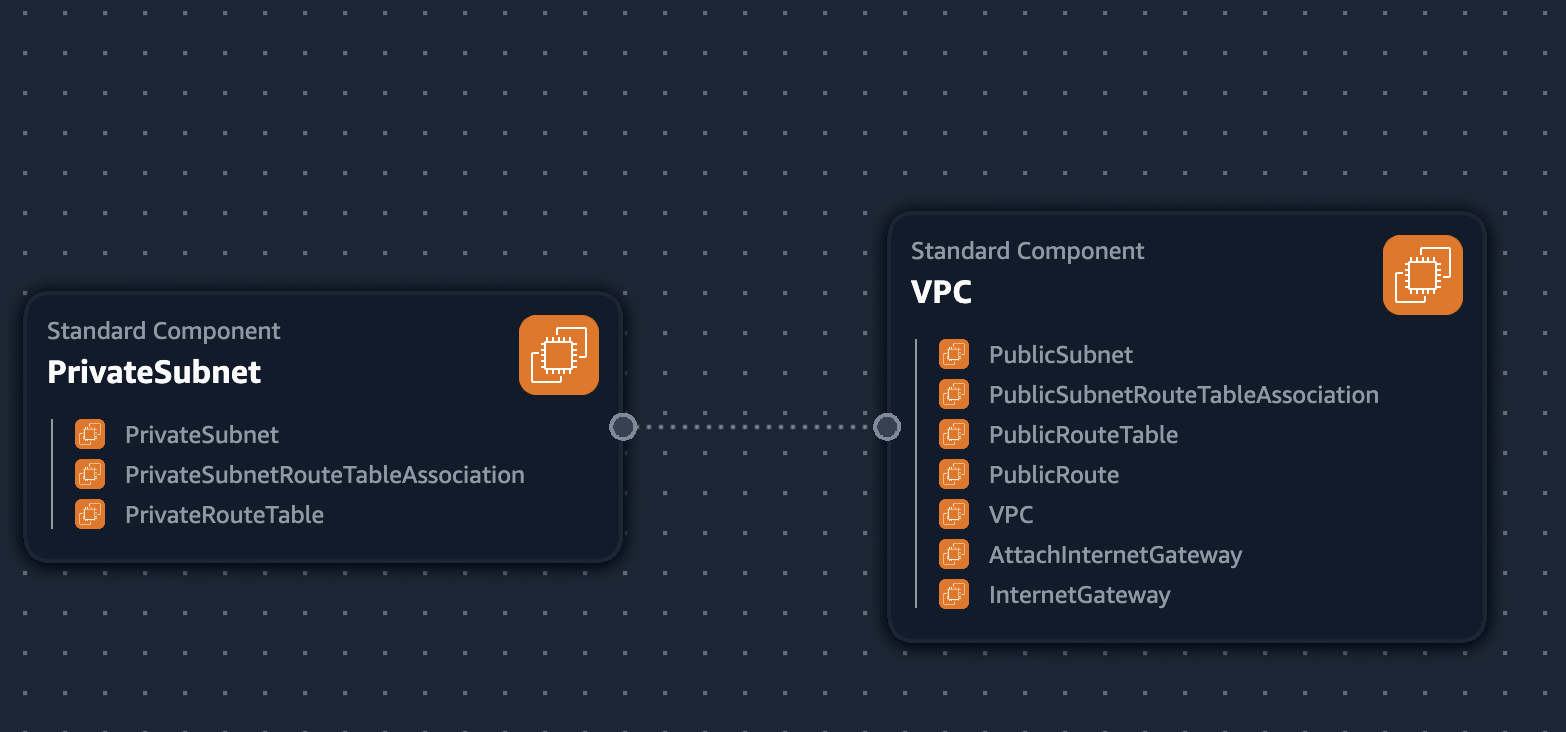 Standard Component
PrivateSubnet
PrivateSubnet
PrivateSubnetRouteTableAssociation
PrivateRouteTable
Standard Component
VPC
PublicSubnet
PublicSubnetRouteTableAssociation
PublicRouteTable
PublicRoute
VPC
AttachInternetGateway
InternetGateway